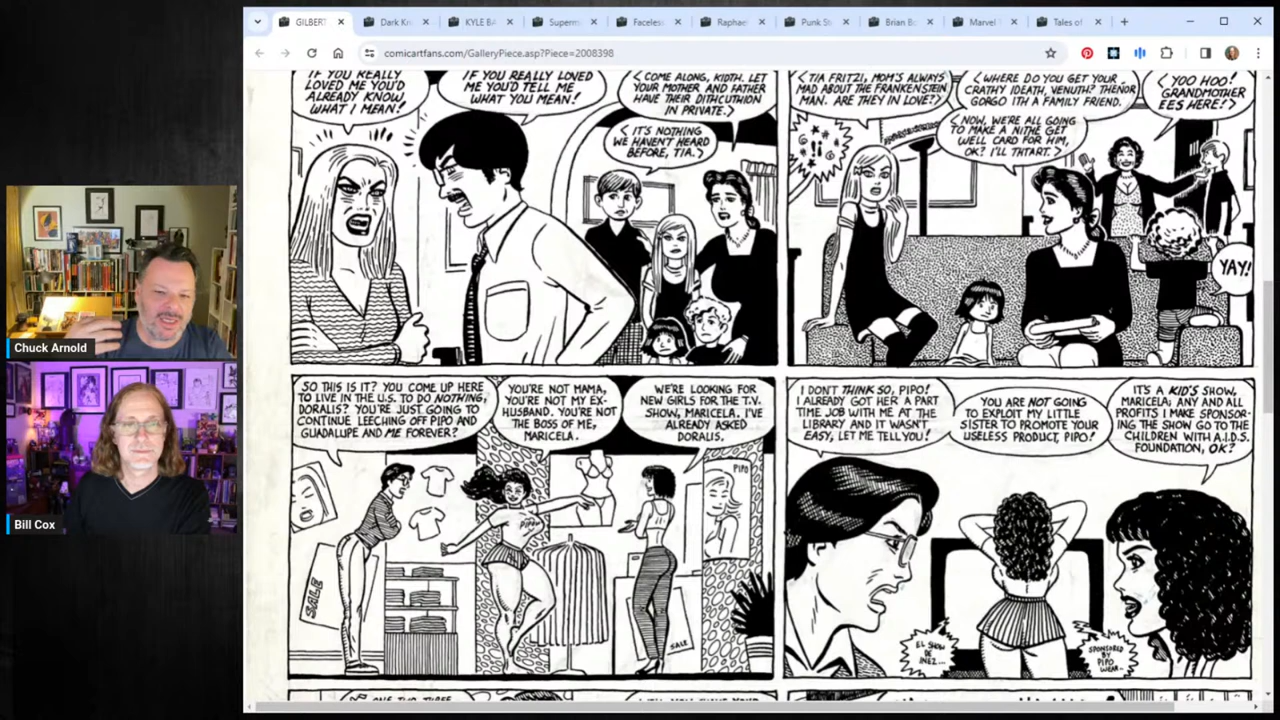 GILBERT
Dark Kn
KYLE BA
Superm
Faceles
Raphae
Punk St
Brian Bo
Marvel T
Tales of
comicartfans.com/GalleryPiece.asp?Piece=2008398
Chuck Arnold
Bill Cox
IF YOU REALLY
LOVED ME YOU'D
ALREADY KNOW
WHAT I MEAN!
IF YOU REALLY LOVED
ME YOU'D TELL ME
WHAT YOU MEAN!
< COME ALONG, KIDTH. LET
YOUR MOTHER AND FATHER
HAVE THEIR DITHCUTHION
IN PRIVATE.>
< IT'S NOTHING
WE HAVEN'T HEARD
BEFORE, TIA.>
<TIA FRITZI, MOM'S ALWAYS
MAD ABOUT THE FRANKENSTEIN
MAN. ARE THEY IN LOVE?>
<WHERE DO YOU GET YOUR
CRATHY IDEATH, VENUTH? THENOR
GORGO ITH A FAMILY FRIEND.
<NOW, WE'RE ALL GOING
TO MAKE A NITHE GET
WELL CARD FOR HIM,
OK? I'LL THTART.>
<YOO HOO!
GRANDMOTHER
EES HERE!>
YAY!
SO THIS IS IT? YOU COME UP HERE
TO LIVE IN THE U.S. TO DO NOTHING,
DORALIS? YOU'RE JUST GOING TO
CONTINUE LEECHING OFF PIPO AND
GUADALUPE AND ME FOREVER?
YOU'RE NOT MAMA,
YOU'RE NOT MY EX-
HUSBAND. YOU'RE NOT
THE BOSS OF ME,
MARICELA.
WE'RE LOOKING FOR
NEW GIRLS FOR THE T.V.
SHOW, MARICELA. I'VE
ALREADY ASKED
DORALIS.
PIPO
SALE
SALE
I DON'T THINK SO, PIPO!
I ALREADY GOT HER A PART
TIME JOB WITH ME AT THE
LIBRARY AND IT WASN'T
EASY, LET ME TELL YOU!
YOU ARE NOT GOING
TO EXPLOIT MY LITTLE
SISTER TO PROMOTE YOUR
USELESS PRODUCT, PIPO!
IT'S A KID'S SHOW,
MARICELA. ANY AND ALL
PROFITS I MAKE SPONSOR-
ING THE SHOW GO TO THE
CHILDREN WITH A.I.D.S.
FOUNDATION, OK?
EL SHOW
DE
INEZ...
SPONSORED
BY
PIPO
WEAR...
ONE TWO THREE